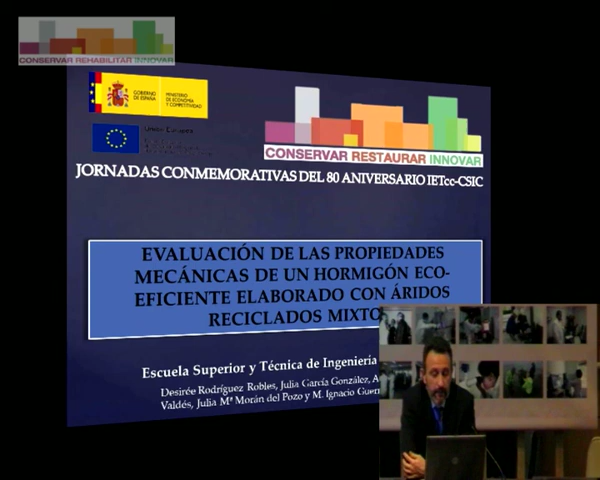 CONSERVAR REHABILITAR INNOVAR
GOBIERNO DE ESPAÑA
MINISTERIO DE ECONOMÍA Y COMPETITIVIDAD
CONSERVAR RESTAURAR INNOVAR
JORNADAS CONMEMORATIVAS DEL 80 ANIVERSARIO IETcc-CSIC
EVALUACIÓN DE LAS PROPIEDADES
MECÁNICAS DE UN HORMIGÓN ECO-
EFICIENTE ELABORADO CON ÁRIDOS
RECICLADOS MIXTO
Escuela Superior y Técnica de Ingeniería
Desirée Rodríguez Robles, Julia García González, A
Valdés, Julia Mª Morán del Pozo y M. Ignacio Guer